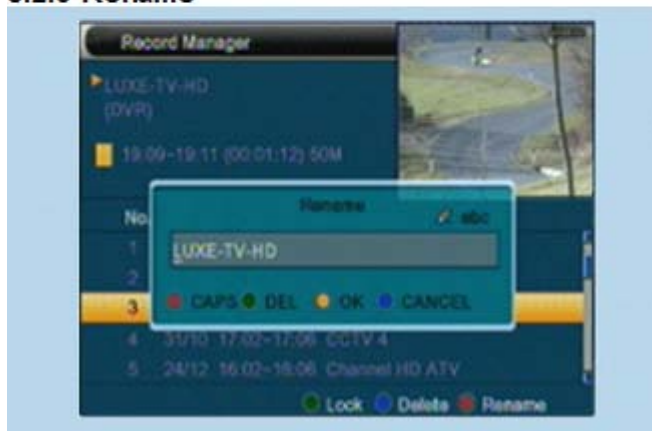 Record Manager
LUXE-TV-HD
(DVR)
19:09-19:11 (00:01:12) 50M
No.
Rename
abc
1
LUXE-TV-HD
2
3
CAPS DEL OK CANCEL
4 31/10 17:02-17:06 CCTV 4
5 24/12 16:02-16:06 Channel HD ATV
Lock Delete Rename